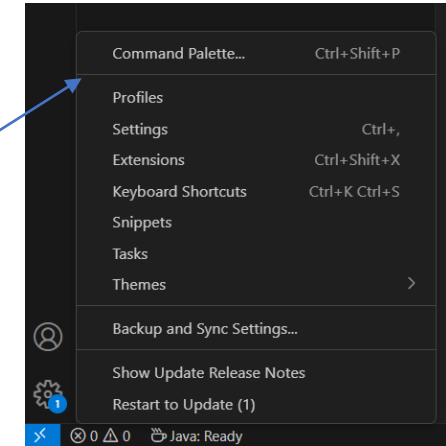 Command Palette... Ctrl+Shift+P
Profiles
Settings Ctrl+,
Extensions Ctrl+Shift+X
Keyboard Shortcuts Ctrl+K Ctrl+S
Snippets
Tasks
Themes
Backup and Sync Settings...
Show Update Release Notes
Restart to Update (1)
1
0 0 Java: Ready